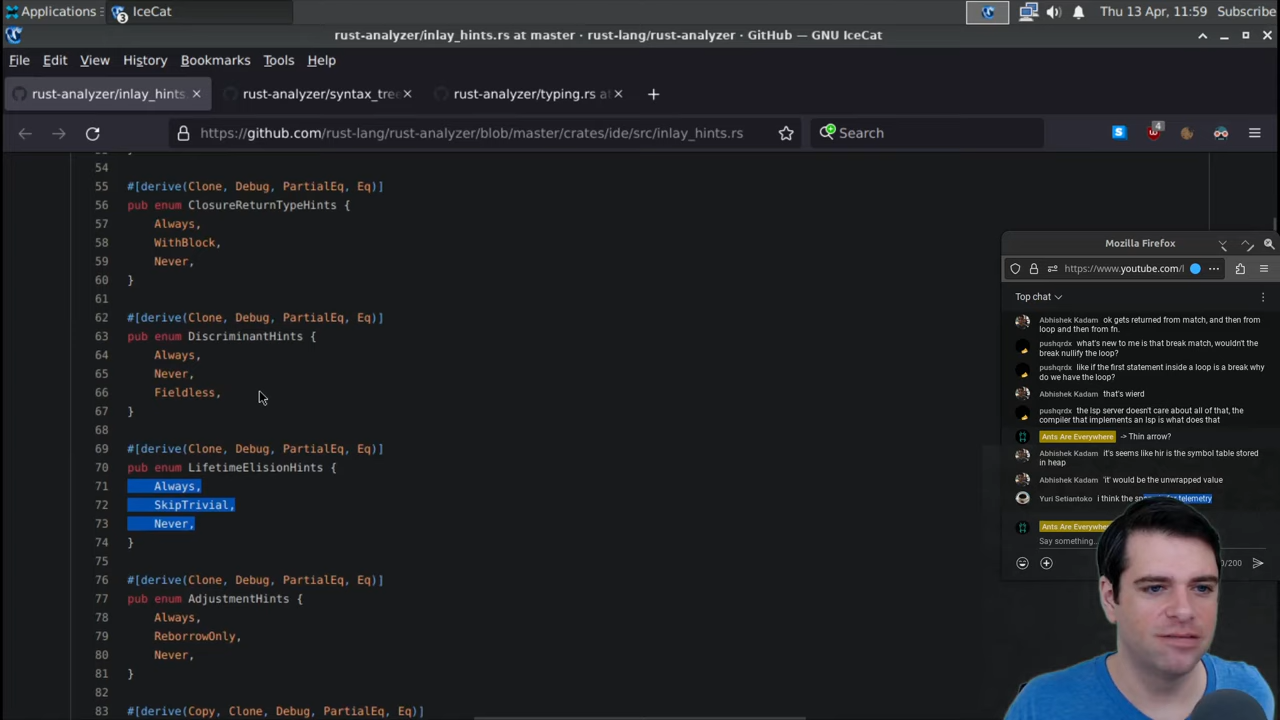 Applications
IceCat
Thu 13 Apr, 11:59
Subscribe
rust-analyzer/inlay_hints.rs at master · rust-lang/rust-analyzer · GitHub — GNU IceCat
File Edit View History Bookmarks Tools Help
rust-analyzer/inlay_hints
rust-analyzer/syntax_tree
rust-analyzer/typing.rs at
https://github.com/rust-lang/rust-analyzer/blob/master/crates/ide/src/inlay_hints.rs
Search
4
54
55 #[derive(Clone, Debug, PartialEq, Eq)]
56 pub enum ClosureReturnTypeHints {
57 Always,
58 WithBlock,
59 Never,
60 }
61
62 #[derive(Clone, Debug, PartialEq, Eq)]
63 pub enum DiscriminantHints {
64 Always,
65 Never,
66 Fieldless,
67 }
68
69 #[derive(Clone, Debug, PartialEq, Eq)]
70 pub enum LifetimeElisionHints {
71 Always,
72 SkipTrivial,
73 Never,
74 }
75
76 #[derive(Clone, Debug, PartialEq, Eq)]
77 pub enum AdjustmentHints {
78 Always,
79 ReborrowOnly,
80 Never,
81 }
82
83 #[derive(Copy, Clone, Debug, PartialEq, Eq)]
Mozilla Firefox
https://www.youtube.com/l
Top chat
Abhishek Kadam ok gets returned from match, and then from
loop and then from fn.
pushqrdx what's new to me is that break match, wouldn't the
break nullify the loop?
pushqrdx like if the first statement inside a loop is a break why
do we have the loop?
Abhishek Kadam that's wierd
pushqrdx the lsp server doesn't care about all of that, the
compiler that implements an lsp is what does that
Ants Are Everywhere -> Thin arrow?
Abhishek Kadam it's seems like hir is the symbol table stored
in heap
Abhishek Kadam 'it' would be the unwrapped value
Yuri Setiantoko i think the telemetry
Ants Are Everywhere
Say something...
/200